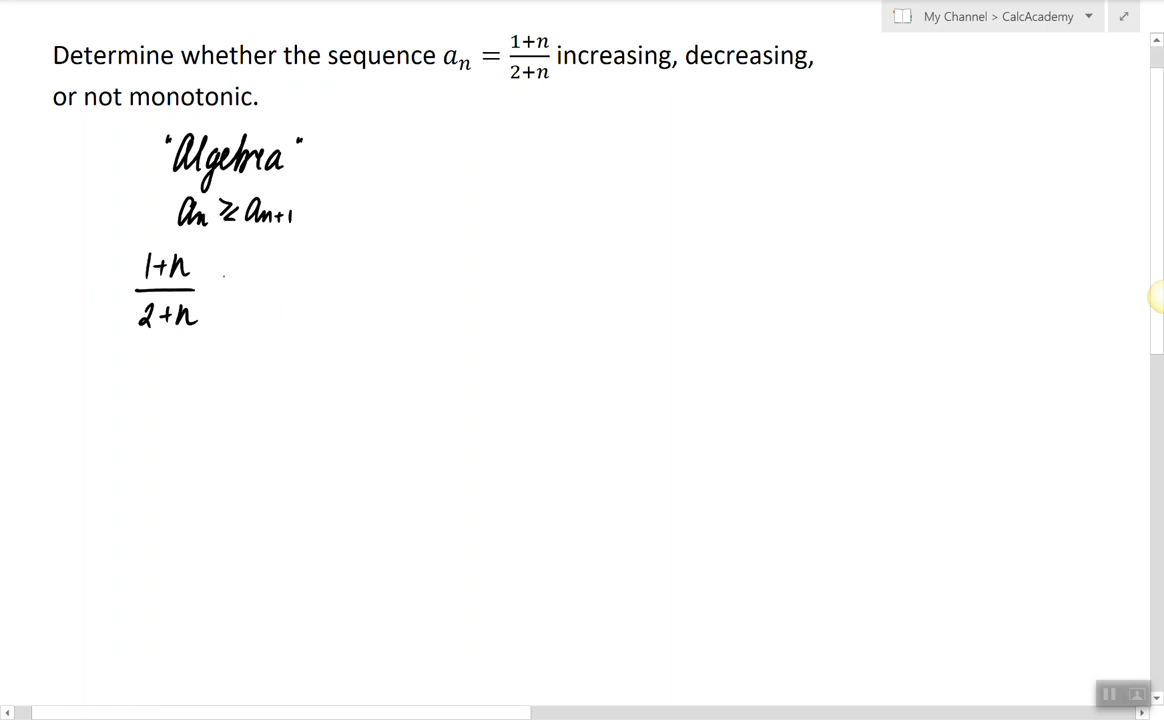 My Channel > CalcAcademy
Determine whether the sequence aₙ = (1+n)/(2+n) increasing, decreasing,
or not monotonic.
"Algebra"
aₙ ≥ aₙ₊₁
1+n
2+n